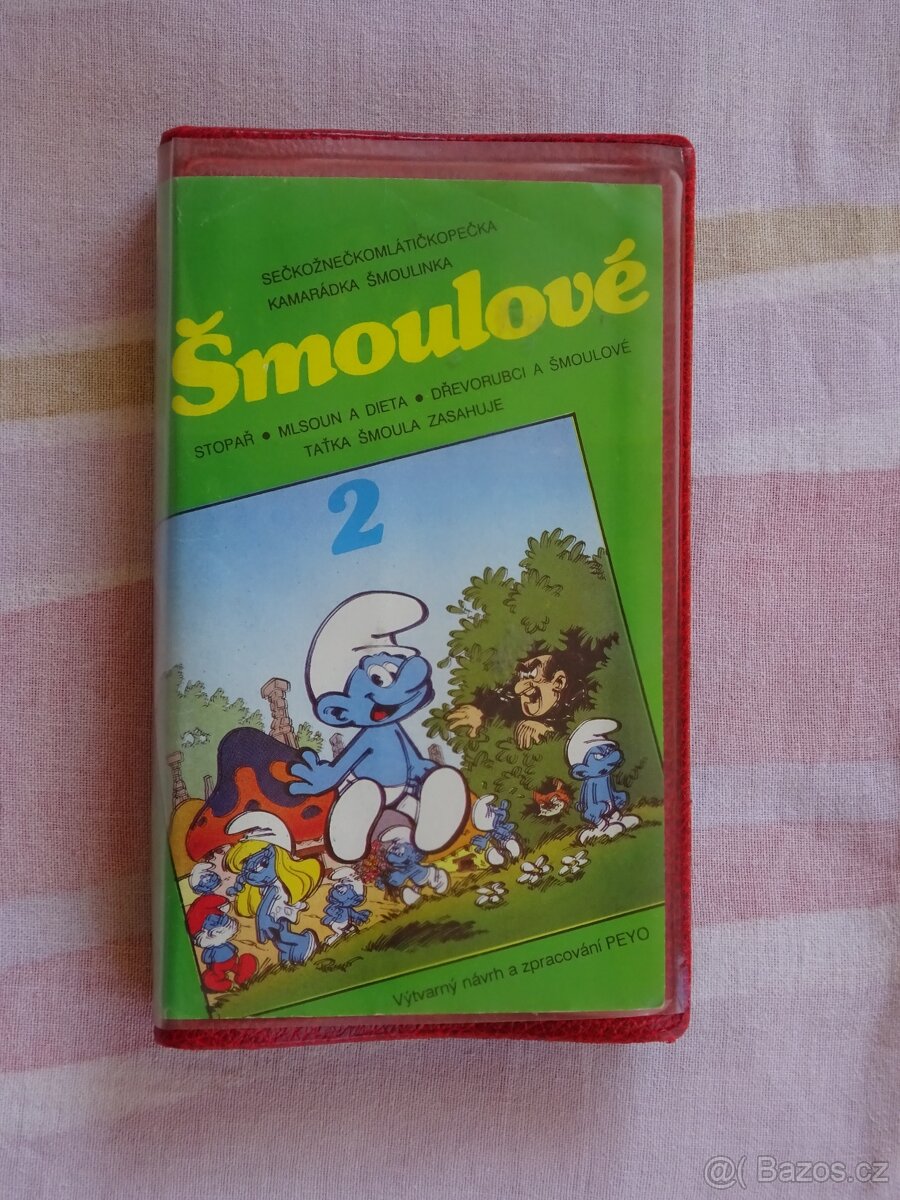 SEČKOŽNEČKOMLÁTIČKOPEČKA
KAMARÁDKA ŠMOULINKA
Šmoulové
STOPAŘ • MLSOUN A DIETA • DŘEVORUBCI A ŠMOULOVÉ
TAŤKA ŠMOULA ZASAHUJE
2
Výtvarný návrh a zpracování PEYO
@( Bazos.cz